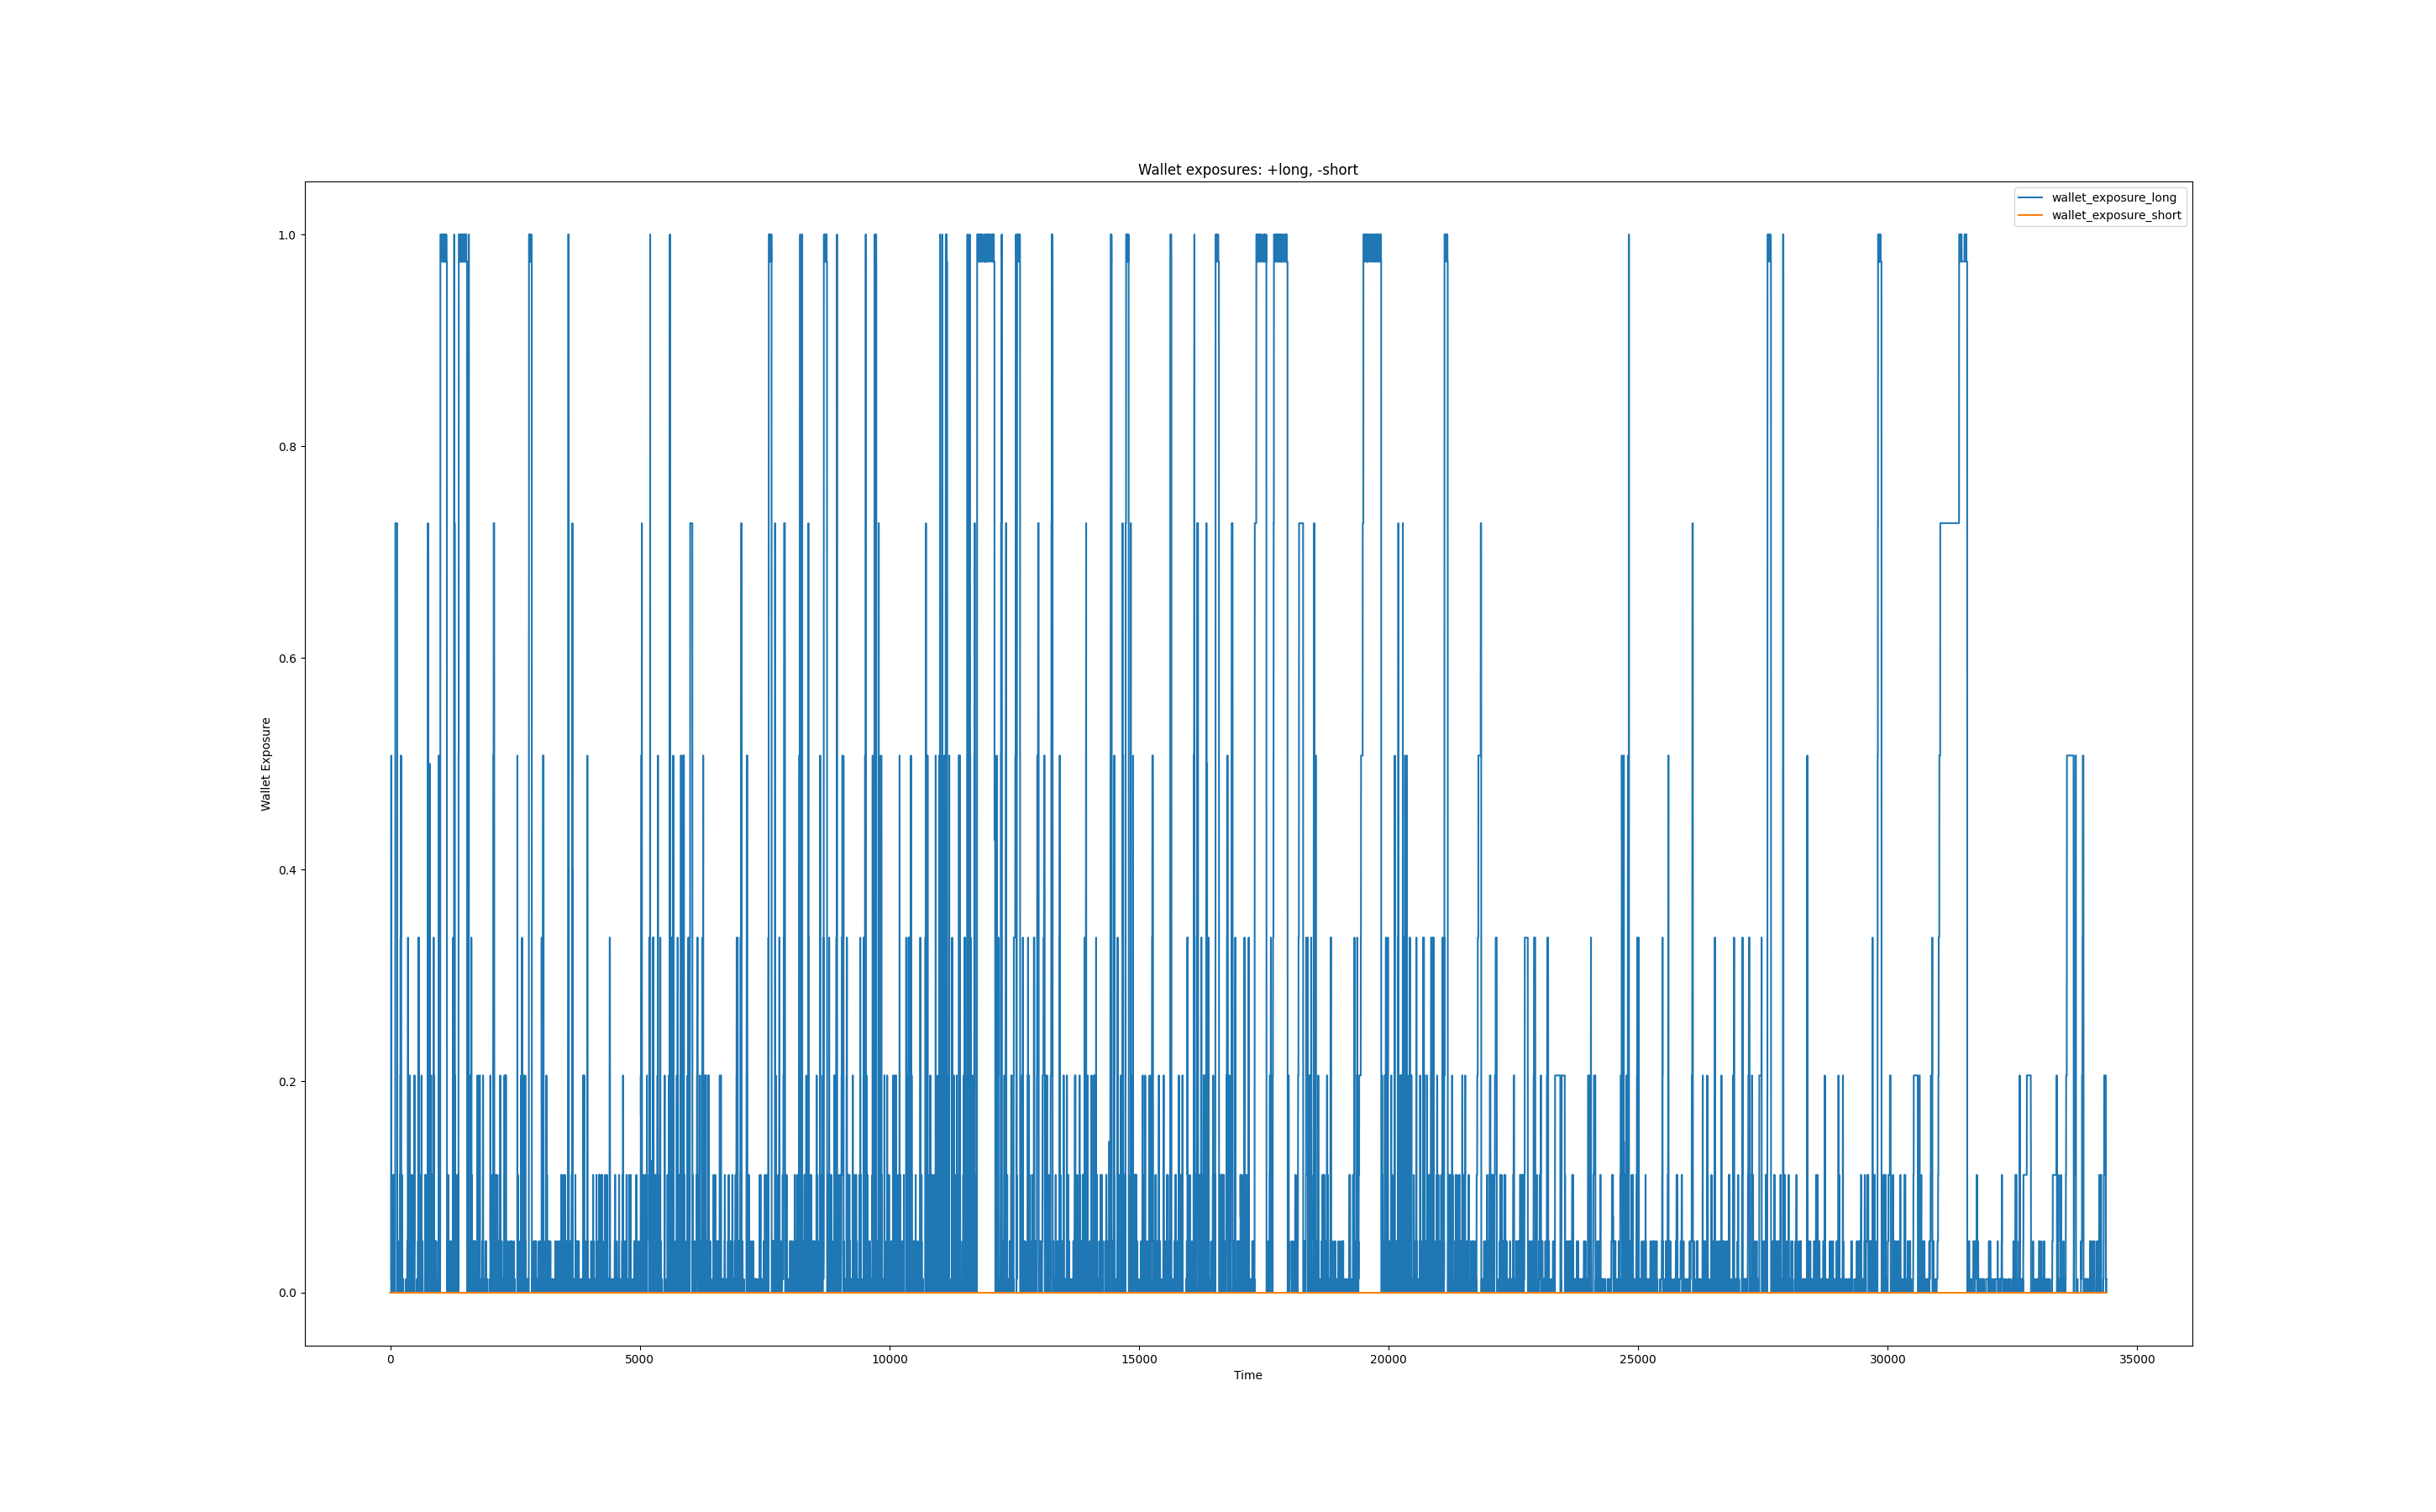 Wallet exposures: +long, -short
wallet_exposure_long
wallet_exposure_short
1.0
0.8
0.6
0.4
0.2
0.0
Wallet Exposure
0 5000 10000 15000 20000 25000 30000 35000
Time